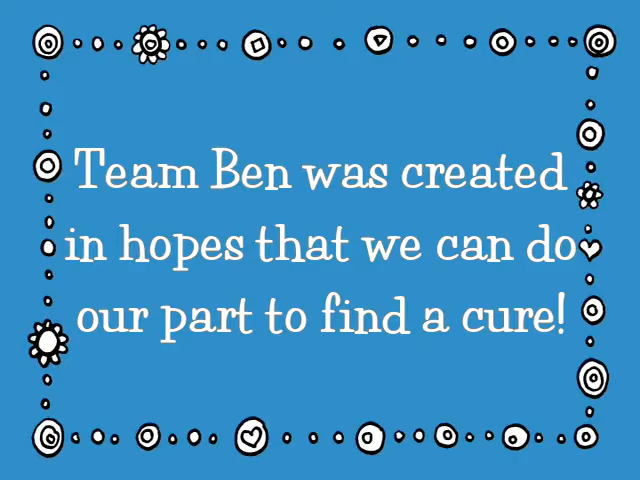 Team Ben was created
in hopes that we can do
our part to find a cure!